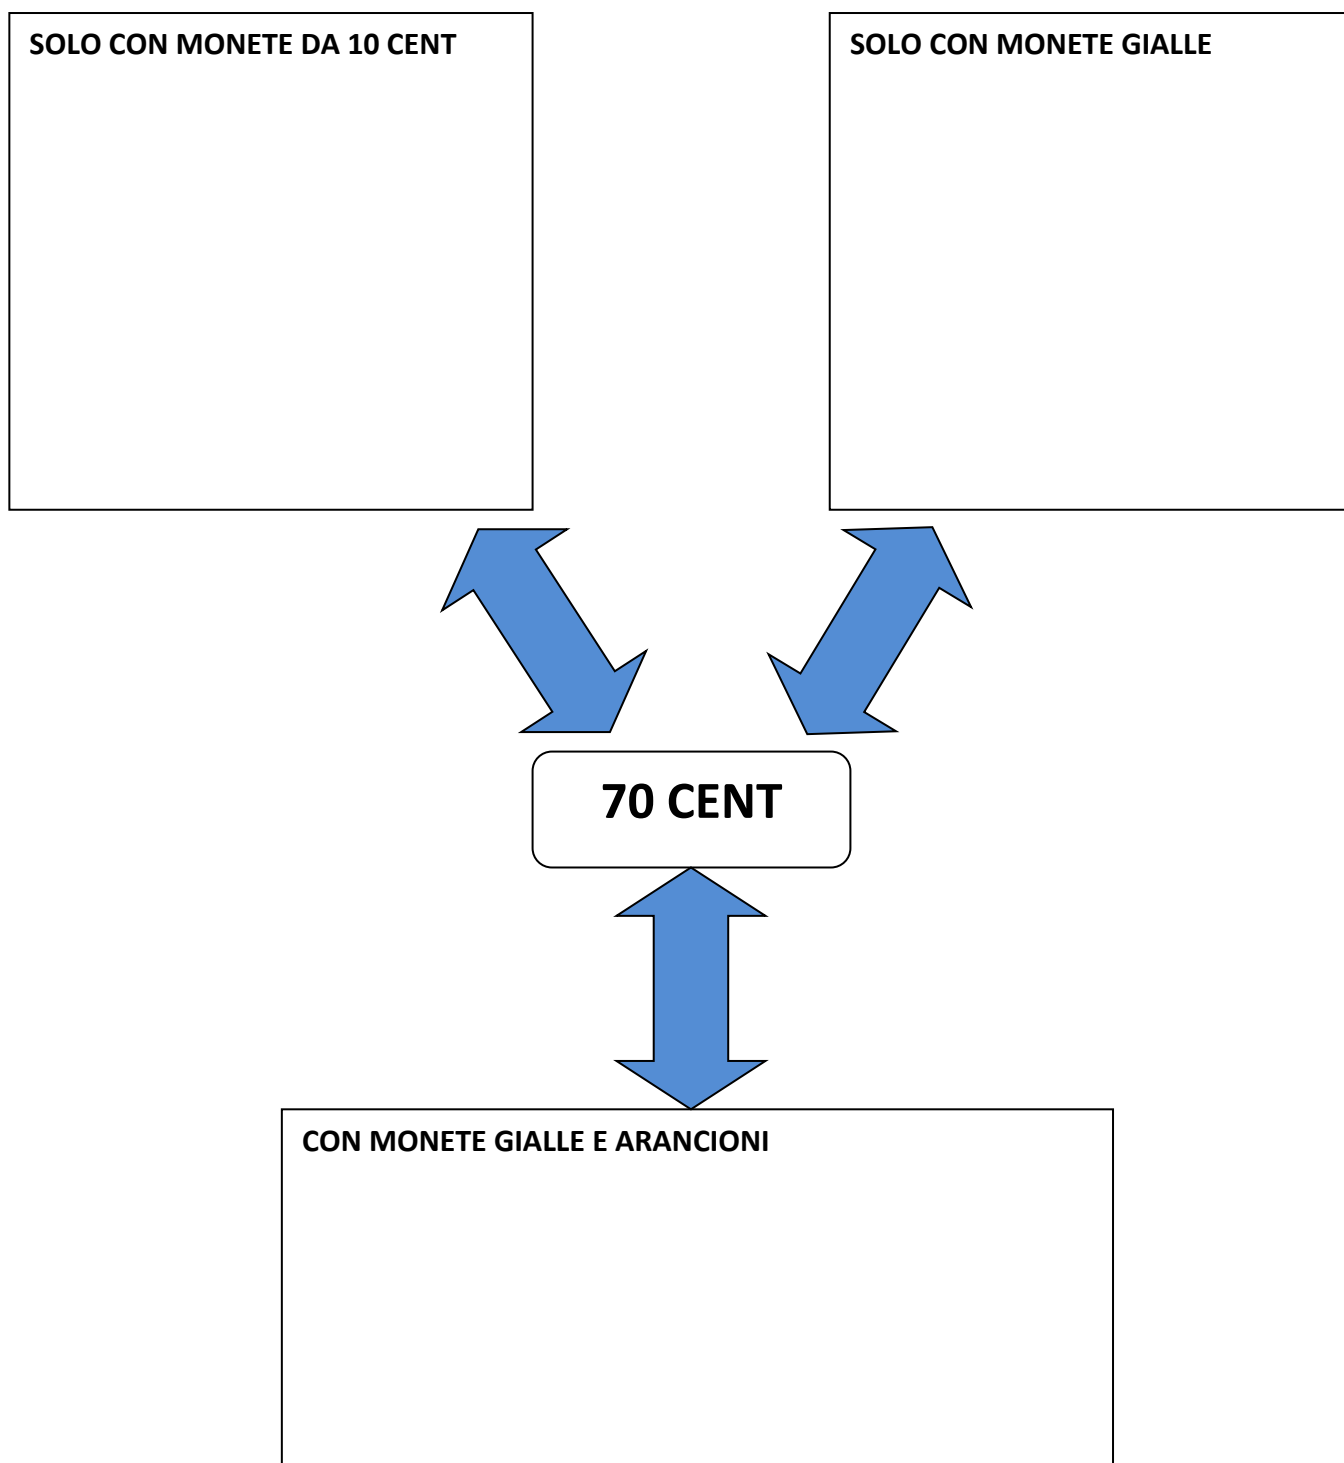 SOLO CON MONETE DA 10 CENT
SOLO CON MONETE GIALLE
70 CENT
CON MONETE GIALLE E ARANCIONI